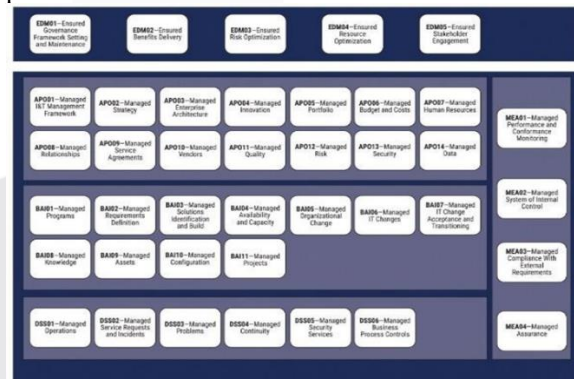 EDM01—Ensured
Governance
Framework Setting
and Maintenance
EDM02—Ensured
Benefits Delivery
EDM03—Ensured
Risk Optimization
EDM04—Ensured
Resource
Optimization
EDM05—Ensured
Stakeholder
Engagement
APO01—Managed
I&T Management
Framework
APO02—Managed
Strategy
APO03—Managed
Enterprise
Architecture
APO04—Managed
Innovation
APO05—Managed
Portfolio
APO06—Managed
Budget and Costs
APO07—Managed
Human Resources
APO08—Managed
Relationships
APO09—Managed
Service
Agreements
APO10—Managed
Vendors
APO11—Managed
Quality
APO12—Managed
Risk
APO13—Managed
Security
APO14—Managed
Data
BAI01—Managed
Programs
BAI02—Managed
Requirements
Definition
BAI03—Managed
Solutions
Identification
and Build
BAI04—Managed
Availability
and Capacity
BAI05—Managed
Organizational
Change
BAI06—Managed
IT Changes
BAI07—Managed
IT Change
Acceptance and
Transitioning
BAI08—Managed
Knowledge
BAI09—Managed
Assets
BAI10—Managed
Configuration
BAI11—Managed
Projects
DSS01—Managed
Operations
DSS02—Managed
Service Requests
and Incidents
DSS03—Managed
Problems
DSS04—Managed
Continuity
DSS05—Managed
Security
Services
DSS06—Managed
Business
Process Controls
MEA01—Managed
Performance and
Conformance
Monitoring
MEA02—Managed
System of Internal
Control
MEA03—Managed
Compliance With
External
Requirements
MEA04—Managed
Assurance